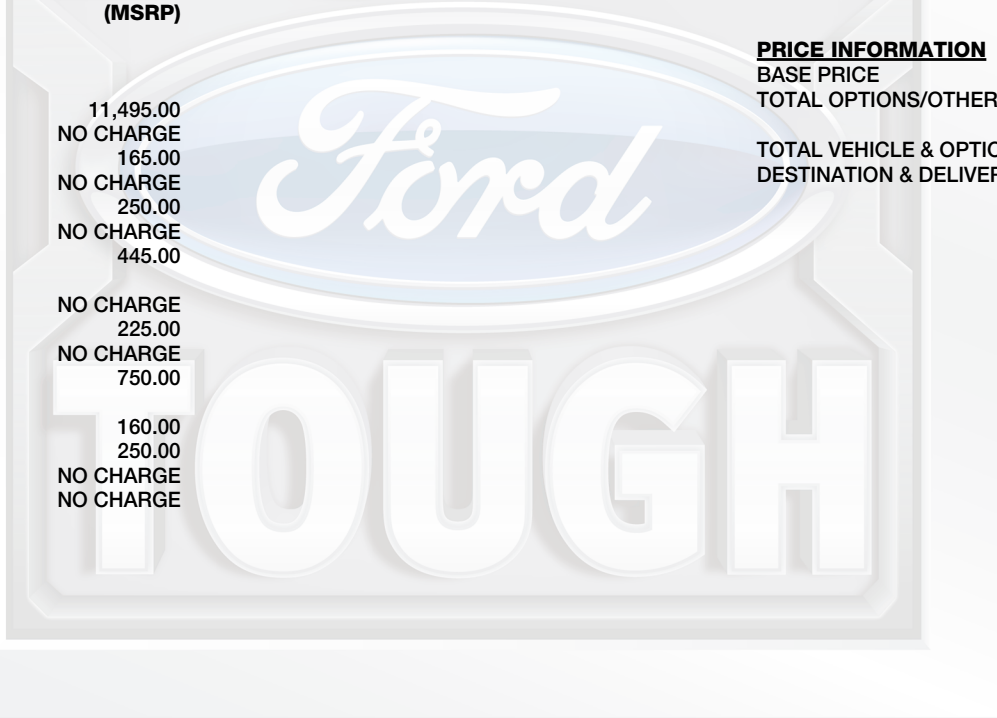 (MSRP)
11,495.00
NO CHARGE
165.00
NO CHARGE
250.00
NO CHARGE
445.00
NO CHARGE
225.00
NO CHARGE
750.00
160.00
250.00
NO CHARGE
NO CHARGE
PRICE INFORMATION
BASE PRICE
TOTAL OPTIONS/OTHER
TOTAL VEHICLE & OPTIO
DESTINATION & DELIVER
Ford
TOUGH